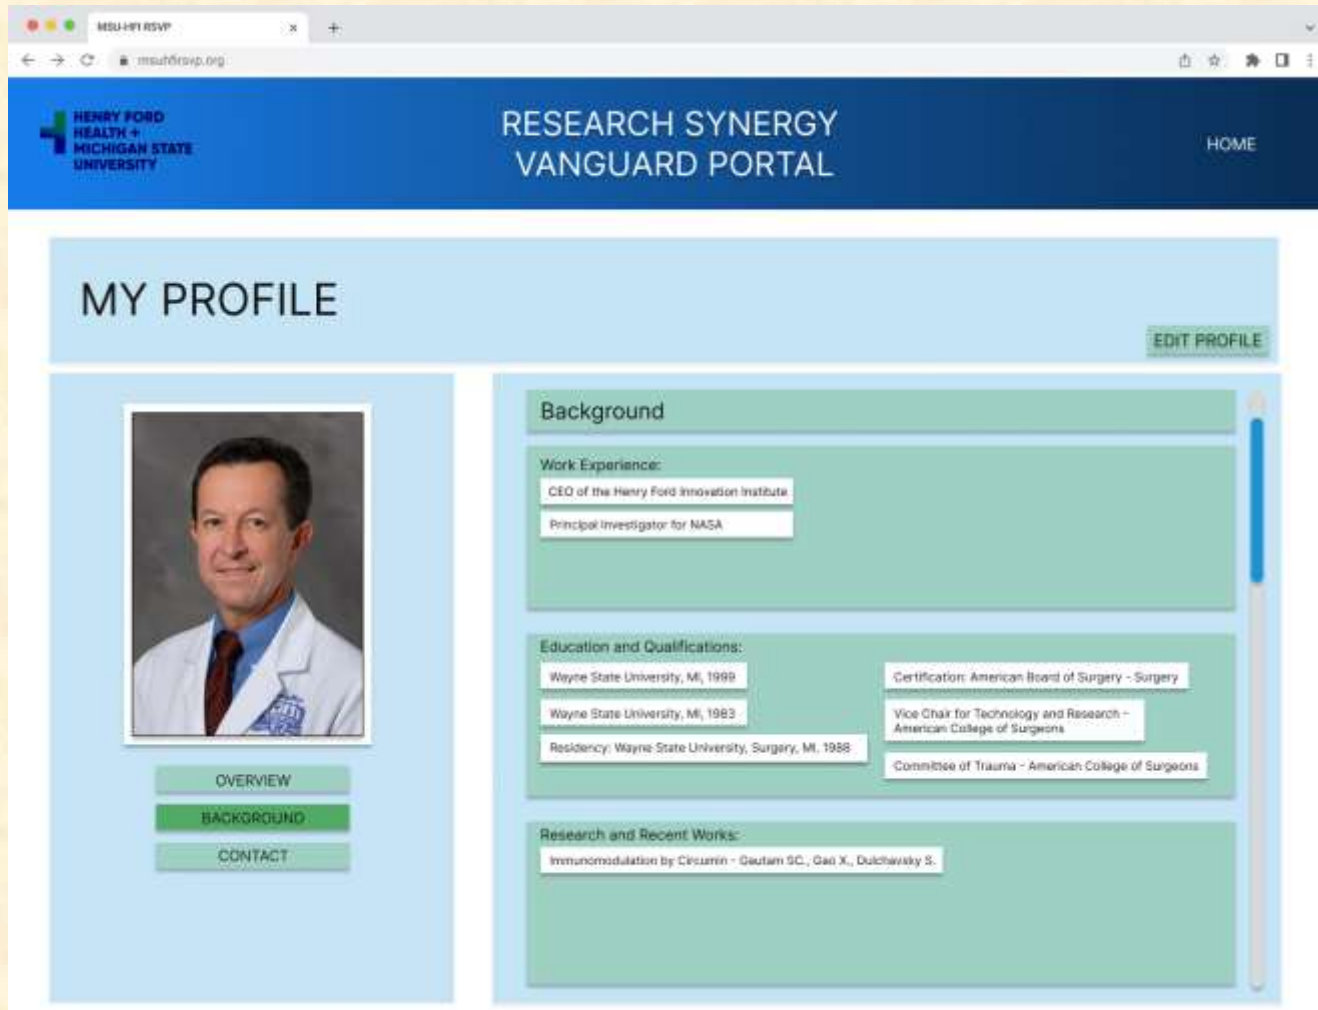 MSU-HFI RSVP
msuhfirsvp.org
HENRY FORD
HEALTH +
MICHIGAN STATE
UNIVERSITY
RESEARCH SYNERGY
VANGUARD PORTAL
HOME
MY PROFILE
EDIT PROFILE
OVERVIEW
BACKGROUND
CONTACT
Background
Work Experience:
CEO of the Henry Ford Innovation Institute
Principal Investigator for NASA
Education and Qualifications:
Wayne State University, MI, 1999
Wayne State University, MI, 1983
Residency: Wayne State University, Surgery, MI, 1988
Certification: American Board of Surgery - Surgery
Vice Chair for Technology and Research -
American College of Surgeons
Committee of Trauma - American College of Surgeons
Research and Recent Works:
Immunomodulation by Circumin - Gautam SC., Gao X., Dulchavsky S.